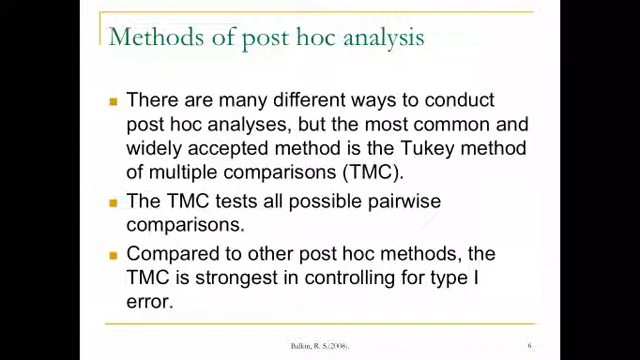 Methods of post hoc analysis
There are many different ways to conduct
post hoc analyses, but the most common and
widely accepted method is the Tukey method
of multiple comparisons (TMC).
The TMC tests all possible pairwise
comparisons.
Compared to other post hoc methods, the
TMC is strongest in controlling for type I
error.
Balkin, R. S.(2008).
6